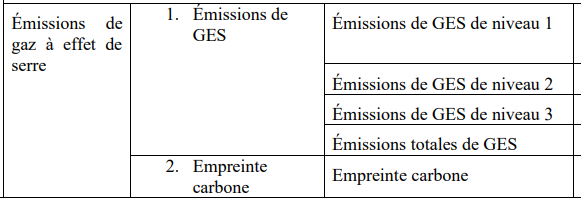 Émissions de
gaz à effet de
serre
1. Émissions de
GES
Émissions de GES de niveau 1
Émissions de GES de niveau 2
Émissions de GES de niveau 3
Émissions totales de GES
2. Empreinte
carbone
Empreinte carbone